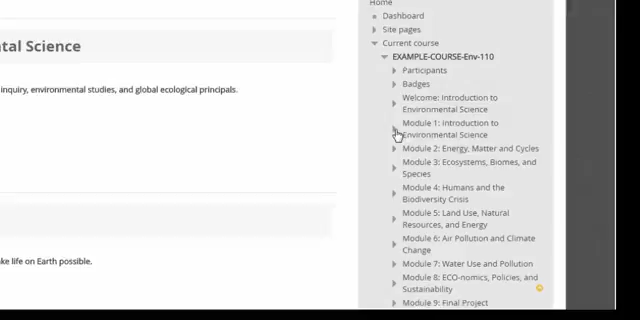 Home
Dashboard
Site pages
Current course
ntal Science
EXAMPLE-COURSE-Env-110
Participants
Badges
inquiry, environmental studies, and global ecological principals.
Welcome: Introduction to
Environmental Science
Module 1: Introduction to
Environmental Science
Module 2: Energy, Matter and Cycles
Module 3: Ecosystems, Biomes, and
Species
Module 4: Humans and the
Biodiversity Crisis
Module 5: Land Use, Natural
Resources, and Energy
Module 6: Air Pollution and Climate
Change
ke life on Earth possible.
Module 7: Water Use and Pollution
Module 8: ECO-nomics, Policies, and
Sustainability
Module 9: Final Project